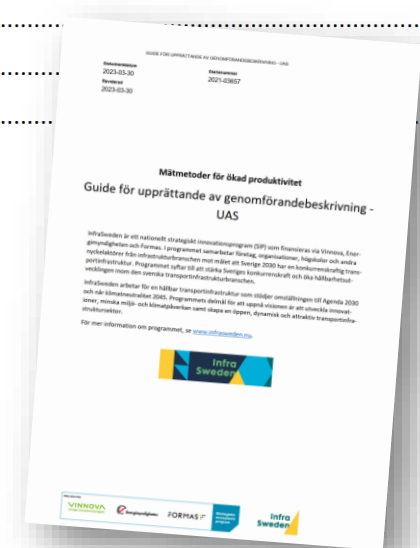 GUIDE FÖR UPPRÄTTANDE AV GENOMFÖRANDEBESKRIVNING - UAS
Dokumentdatum
2023-03-30
Diarienummer
2021-03657
Reviderad
2023-03-30
Mätmetoder för ökad produktivitet
Guide för upprättande av genomförandebeskrivning -
UAS
InfraSweden är ett nationellt strategiskt innovationsprogram (SIP) som finansieras via Vinnova, Ener-
gimyndigheten och Formas. I programmet samarbetar företag, organisationer, högskolor och andra
nyckelaktörer från infrastrukturbranschen mot målet att Sverige 2030 har en konkurrenskraftig trans-
portinfrastruktur. Programmet syftar till att stärka Sveriges konkurrenskraft och öka hållbarhetsut-
vecklingen inom den svenska transportinfrastrukturbranschen.
InfraSweden arbetar för en hållbar transportinfrastruktur som stödjer omställningen till Agenda 2030
och når klimatneutralitet 2045. Programmets delmål för att uppnå visionen är att utveckla innovat-
ioner, minska miljö- och klimatpåverkan samt skapa en öppen, dynamisk och attraktiv transportinfra-
struktursektor.
För mer information om programmet, se www.infrasweden.nu.
Infra
Sweden
VINNOVA
Energimyndigheten
FORMAS
Strategiska
innovations-
program
Infra
Sweden